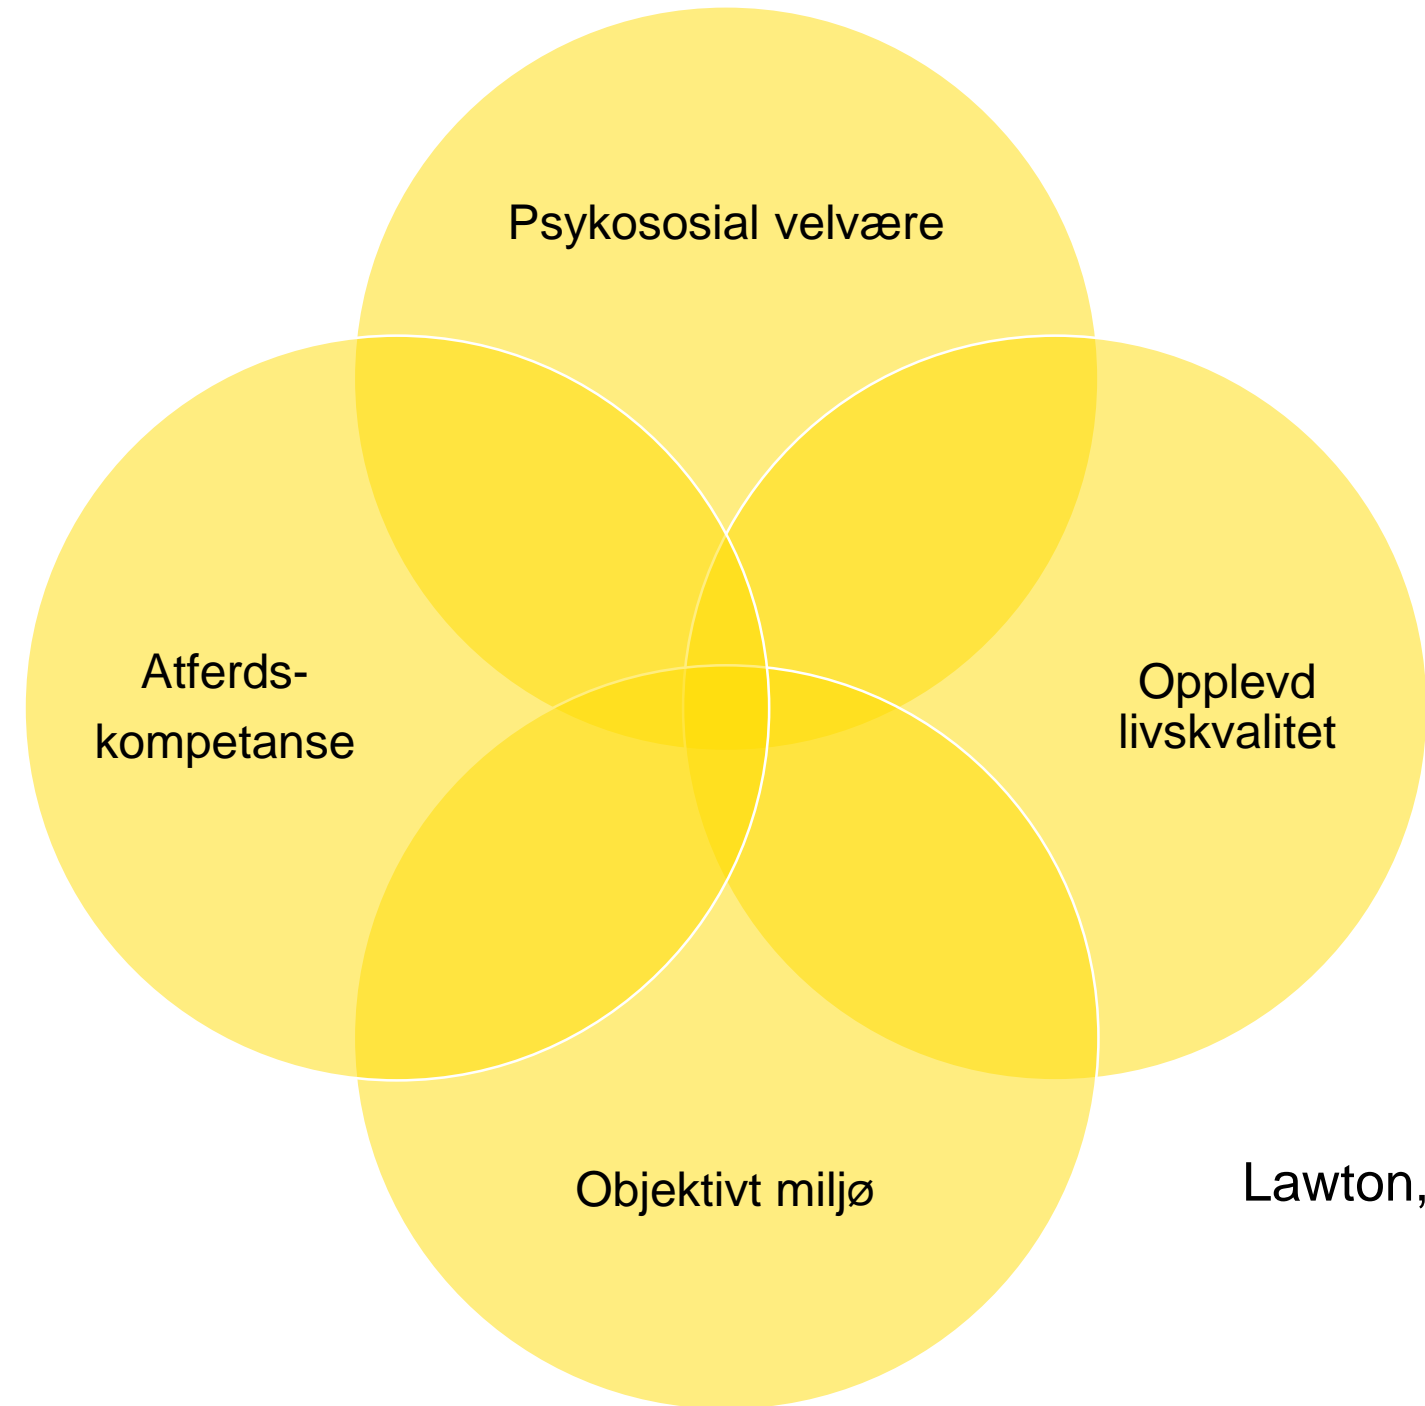 Psykososial velvære
Atferds-
kompetanse
Opplevd
livskvalitet
Objektivt miljø
Lawton,